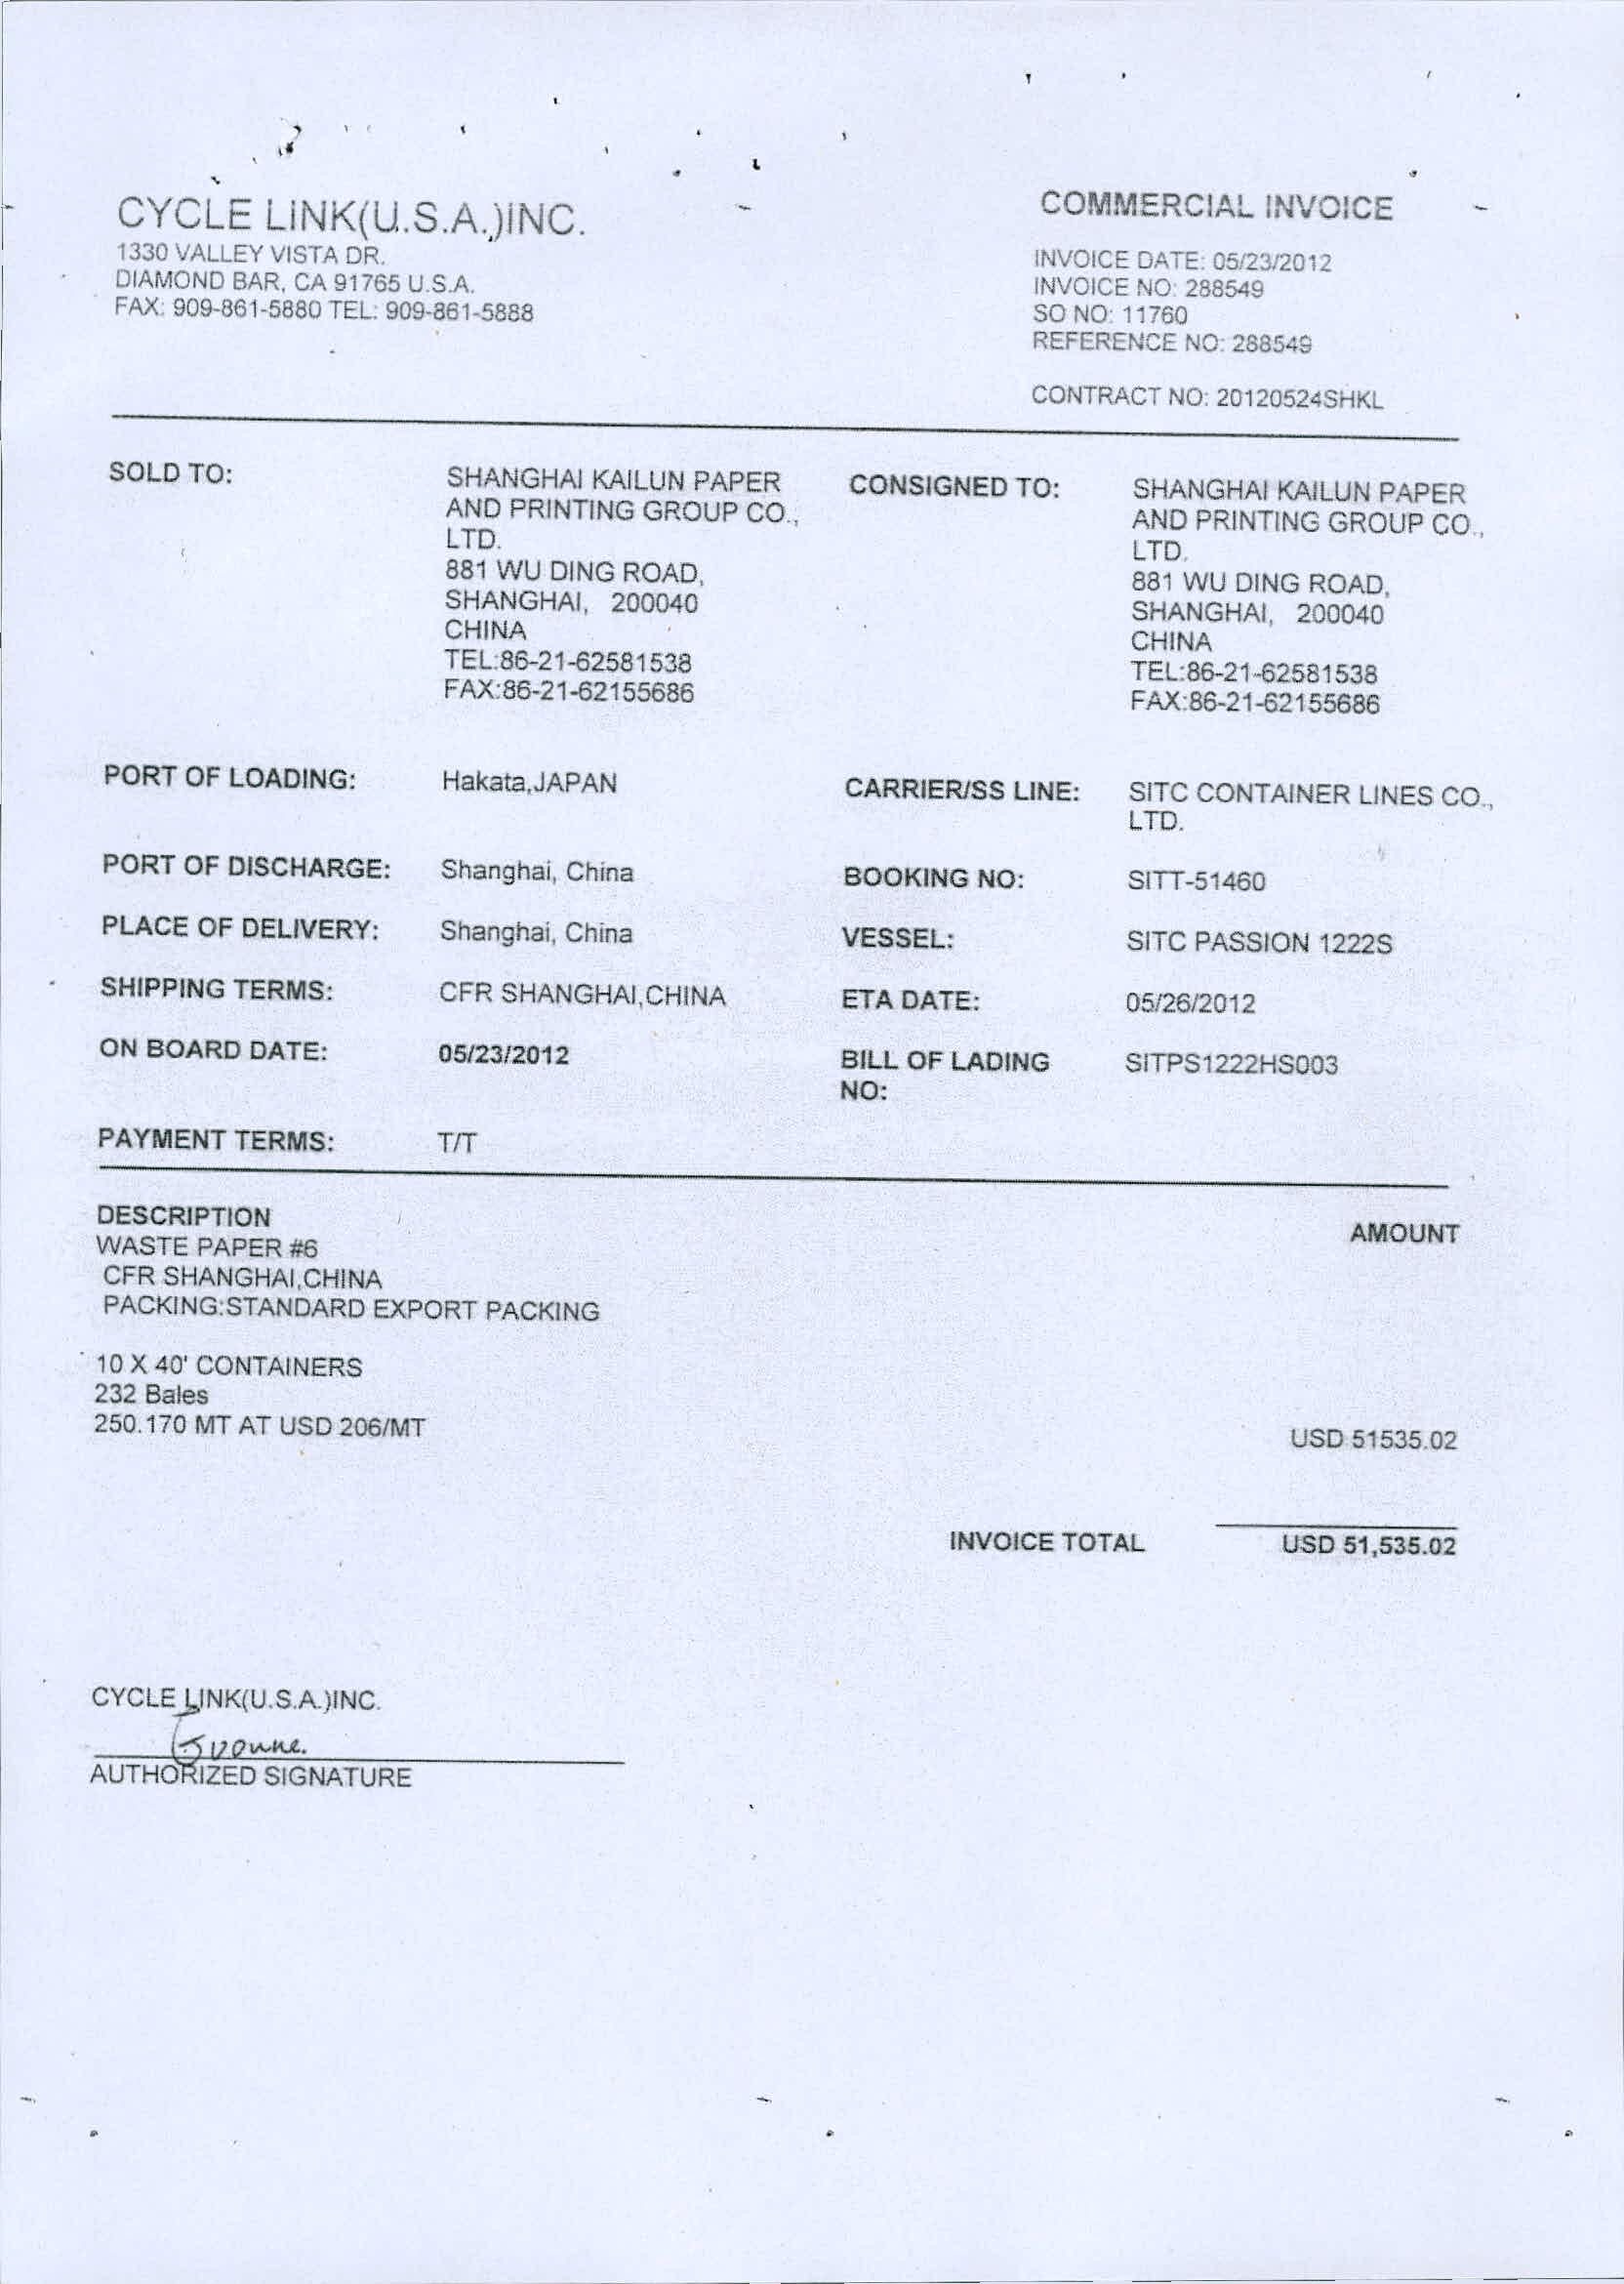 CYCLE LINK(U.S.A.)INC.
1330 VALLEY VISTA DR.
DIAMOND BAR, CA 91765 U.S.A.
FAX: 909-861-5880 TEL: 909-861-5888
COMMERCIAL INVOICE
INVOICE DATE: 05/23/2012
INVOICE NO: 288549
SO NO: 11760
REFERENCE NO: 288549
CONTRACT NO: 20120524SHKL
SOLD TO:
SHANGHAI KAILUN PAPER
AND PRINTING GROUP CO.,
LTD.
881 WU DING ROAD,
SHANGHAI, 200040
CHINA
TEL:86-21-62581538
FAX:86-21-62155686
CONSIGNED TO:
SHANGHAI KAILUN PAPER
AND PRINTING GROUP CO.,
LTD.
881 WU DING ROAD,
SHANGHAI, 200040
CHINA
TEL:86-21-62581538
FAX:86-21-62155686
PORT OF LOADING: Hakata,JAPAN
CARRIER/SS LINE: SITC CONTAINER LINES CO.,
LTD.
PORT OF DISCHARGE: Shanghai, China
BOOKING NO: SITT-51460
PLACE OF DELIVERY: Shanghai, China
VESSEL: SITC PASSION 1222S
SHIPPING TERMS: CFR SHANGHAI,CHINA
ETA DATE: 05/26/2012
ON BOARD DATE: 05/23/2012
BILL OF LADING SITPS1222HS003
NO:
PAYMENT TERMS: T/T
DESCRIPTION
AMOUNT
WASTE PAPER #6
CFR SHANGHAI,CHINA
PACKING:STANDARD EXPORT PACKING
10 X 40' CONTAINERS
232 Bales
250.170 MT AT USD 206/MT
USD 51535.02
INVOICE TOTAL USD 51,535.02
CYCLE LINK(U.S.A.)INC.
Yvonne.
AUTHORIZED SIGNATURE